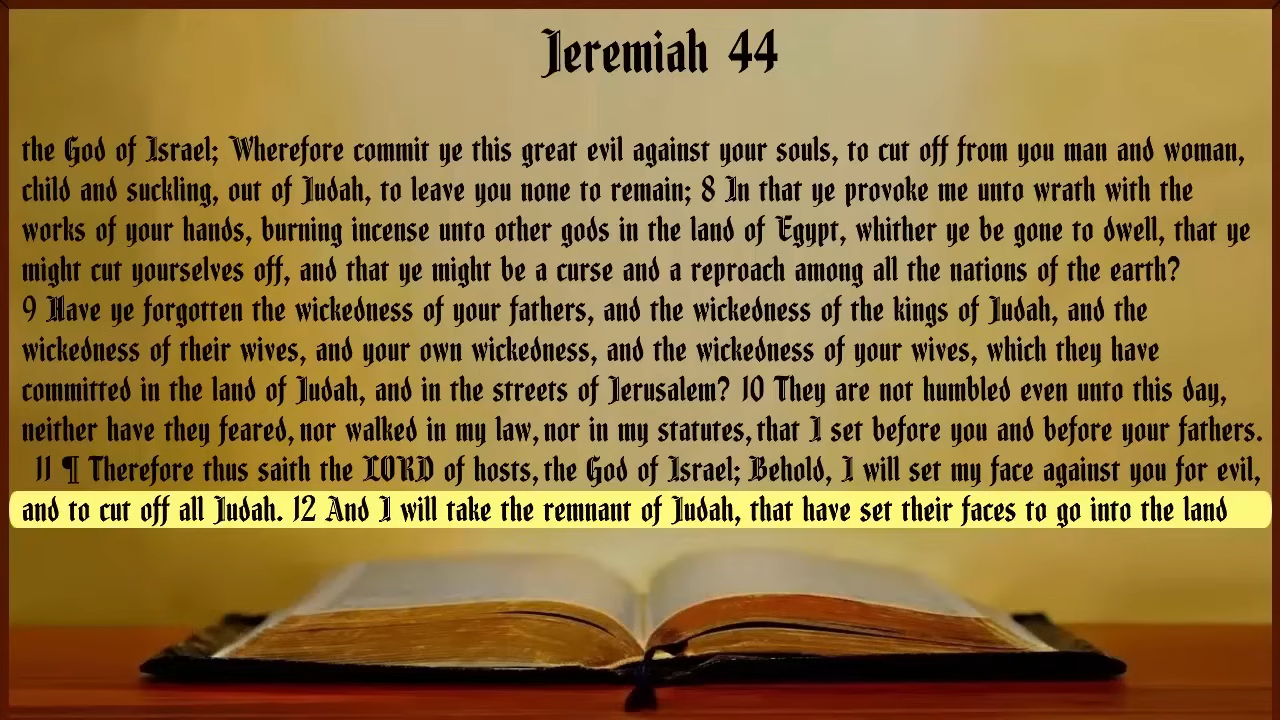 Jeremiah 44
the God of Israel; Wherefore commit ye this great evil against your souls, to cut off from you man and woman,
child and suckling, out of Judah, to leave you none to remain; 8 In that ye provoke me unto wrath with the
works of your hands, burning incense unto other gods in the land of Egypt, whither ye be gone to dwell, that ye
might cut yourselves off, and that ye might be a curse and a reproach among all the nations of the earth?
9 Have ye forgotten the wickedness of your fathers, and the wickedness of the kings of Judah, and the
wickedness of their wives, and your own wickedness, and the wickedness of your wives, which they have
committed in the land of Judah, and in the streets of Jerusalem? 10 They are not humbled even unto this day,
neither have they feared, nor walked in my law, nor in my statutes, that I set before you and before your fathers.
11 ¶ Therefore thus saith the LORD of hosts, the God of Israel; Behold, I will set my face against you for evil,
and to cut off all Judah. 12 And I will take the remnant of Judah, that have set their faces to go into the land